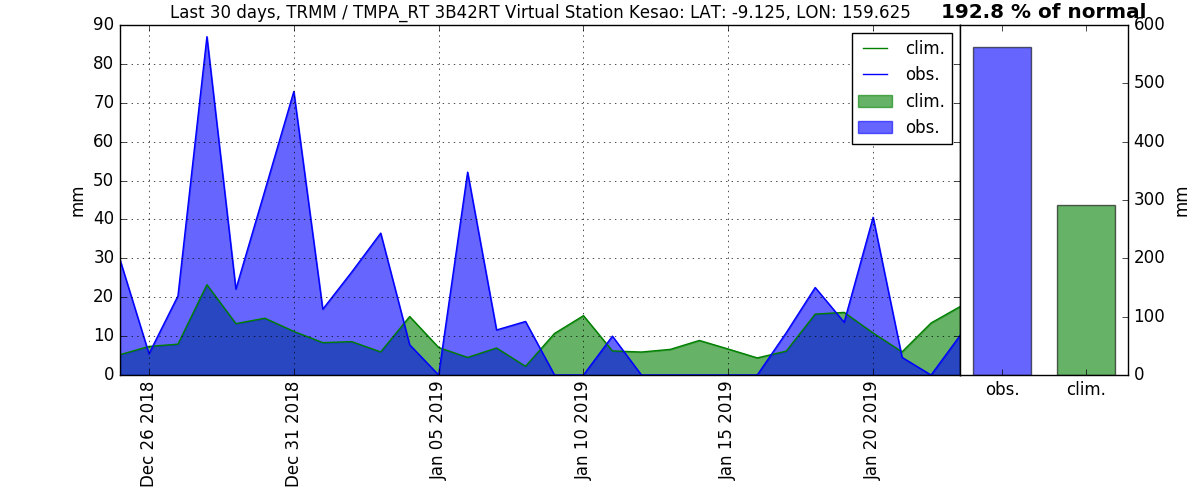 Last 30 days, TRMM / TMPA_RT 3B42RT Virtual Station Kesao: LAT: -9.125, LON: 159.625
192.8 % of normal
90
80
70
60
50
40
30
20
10
0
mm
clim.
obs.
clim.
obs.
Dec 26 2018
Dec 31 2018
Jan 05 2019
Jan 10 2019
Jan 15 2019
Jan 20 2019
600
500
400
300
200
100
0
mm
obs.
clim.